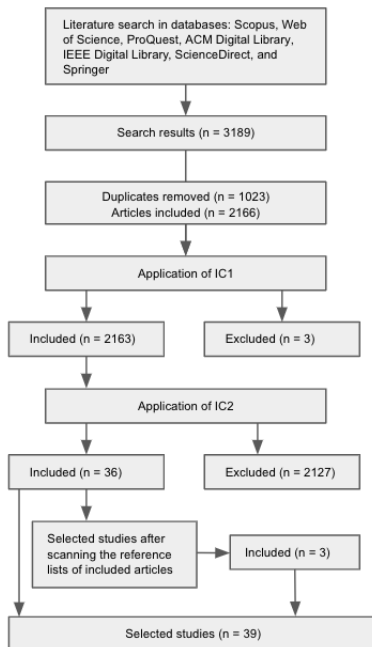 Literature search in databases: Scopus, Web
of Science, ProQuest, ACM Digital Library,
IEEE Digital Library, ScienceDirect, and
Springer
Search results (n = 3189)
Duplicates removed (n = 1023)
Articles included (n = 2166)
Application of IC1
Included (n = 2163)
Excluded (n = 3)
Application of IC2
Included (n = 36)
Excluded (n = 2127)
Selected studies after
scanning the reference
lists of included articles
Included (n = 3)
Selected studies (n = 39)